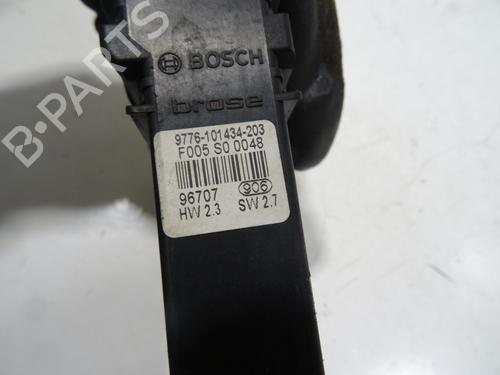 BOSCH
brose
9776-101434-203
F005 S0 0048
96707 906
HW 2.3 SW 2.7
B-Parts